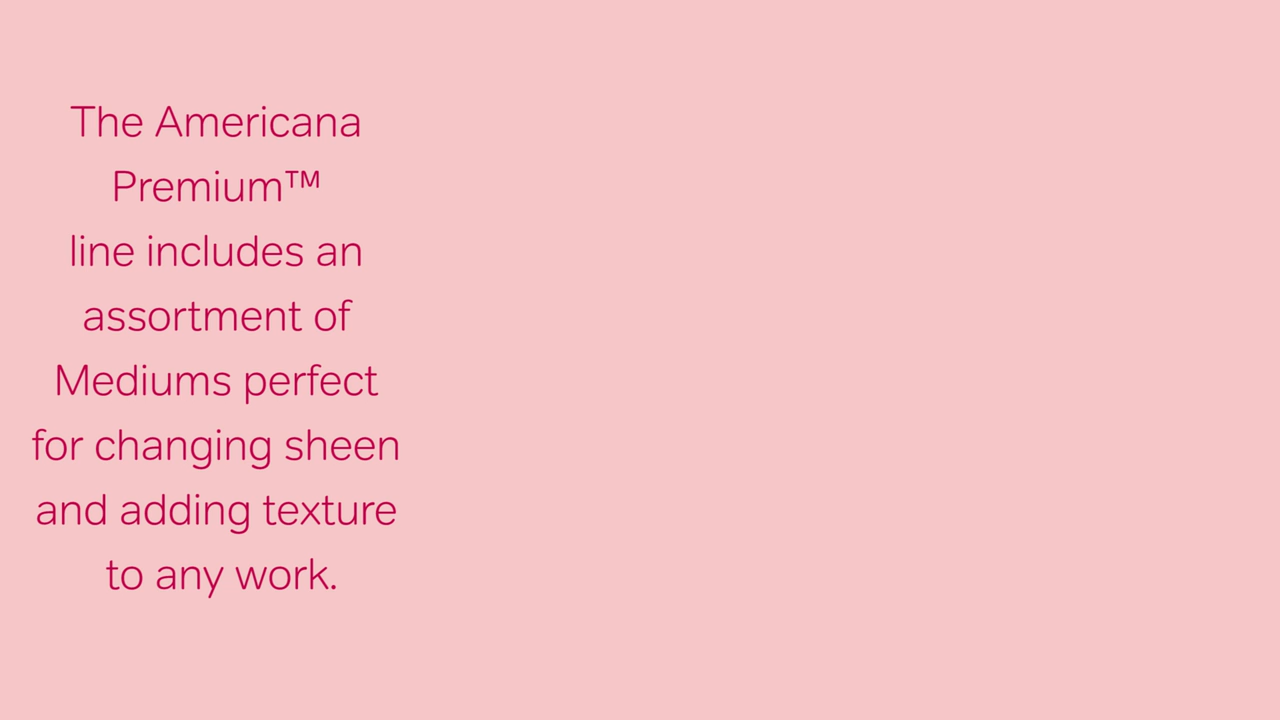 The Americana
Premium™
line includes an
assortment of
Mediums perfect
for changing sheen
and adding texture
to any work.